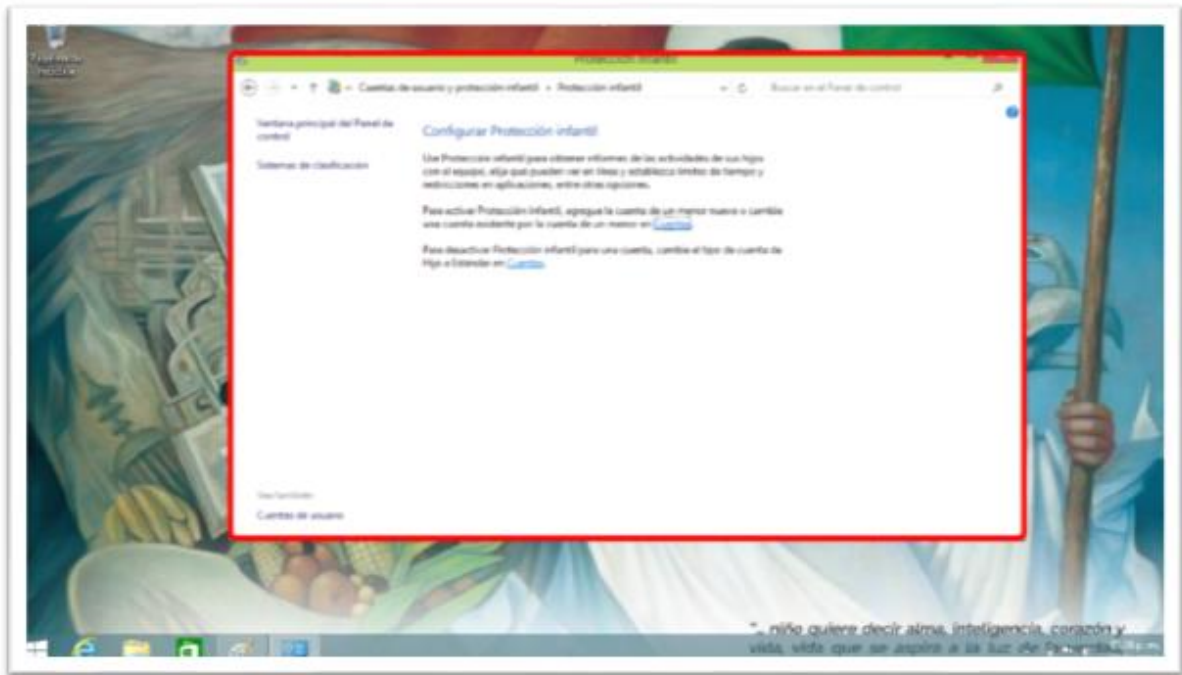 Protección infantil
Cuentas de usuario y protección infantil Protección infantil
Buscar en el Panel de control
Ventana principal del Panel de
control
Sistemas de clasificación
Configurar Protección infantil
Use Protección infantil para obtener informes de las actividades de sus hijos
con el equipo, elija qué pueden ver en línea y establezca límites de tiempo y
restricciones en aplicaciones, entre otras opciones.
Para activar Protección infantil, agregue la cuenta de un menor nuevo o cambie
una cuenta existente por la cuenta de un menor en Cuentas.
Para desactivar Protección infantil para una cuenta, cambie el tipo de cuenta de
Hijo a Estándar en Cuentas.
Cuentas de usuario
"... niño quiere decir alma, inteligencia, corazón y
vida, vida que se aspira a la luz de